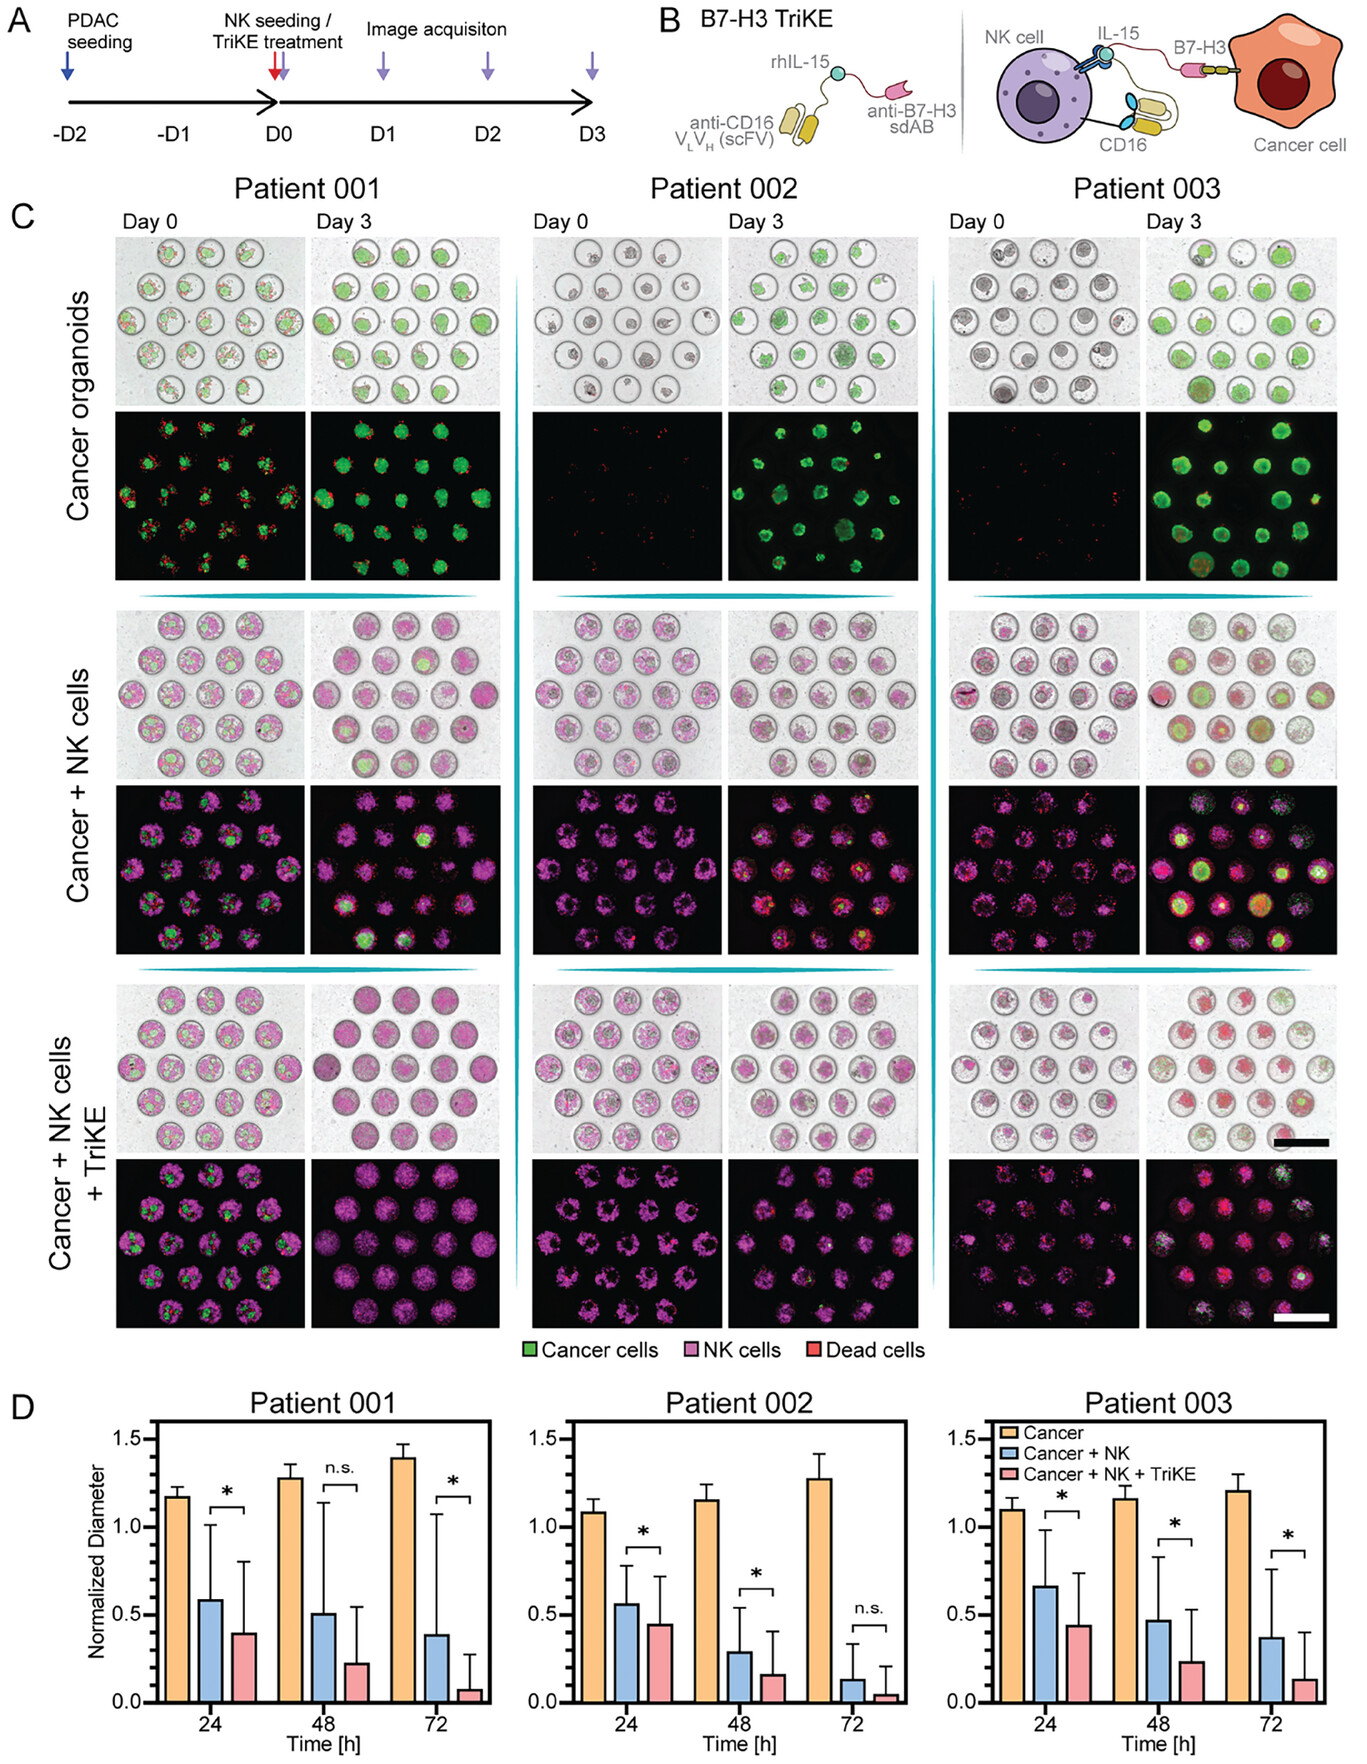 A
PDAC
seeding
NK seeding /
TriKE treatment
Image acquisiton
-D2
-D1
D0
D1
D2
D3
B
B7-H3 TriKE
rhIL-15
anti-CD16
VLVH (scFV)
anti-B7-H3
sdAB
NK cell
IL-15
B7-H3
CD16
Cancer cell
C
Patient 001
Patient 002
Patient 003
Day 0
Day 3
Day 0
Day 3
Day 0
Day 3
Cancer organoids
Cancer + NK cells
Cancer + NK cells
+ TriKE
Cancer cells
NK cells
Dead cells
D
Patient 001
Normalized Diameter
1.5
1.0
0.5
0.0
*
n.s.
*
24
48
72
Time [h]
Patient 002
1.5
1.0
0.5
0.0
*
*
n.s.
24
48
72
Time [h]
Patient 003
Cancer
Cancer + NK
Cancer + NK + TriKE
1.5
1.0
0.5
0.0
*
*
*
24
48
72
Time [h]